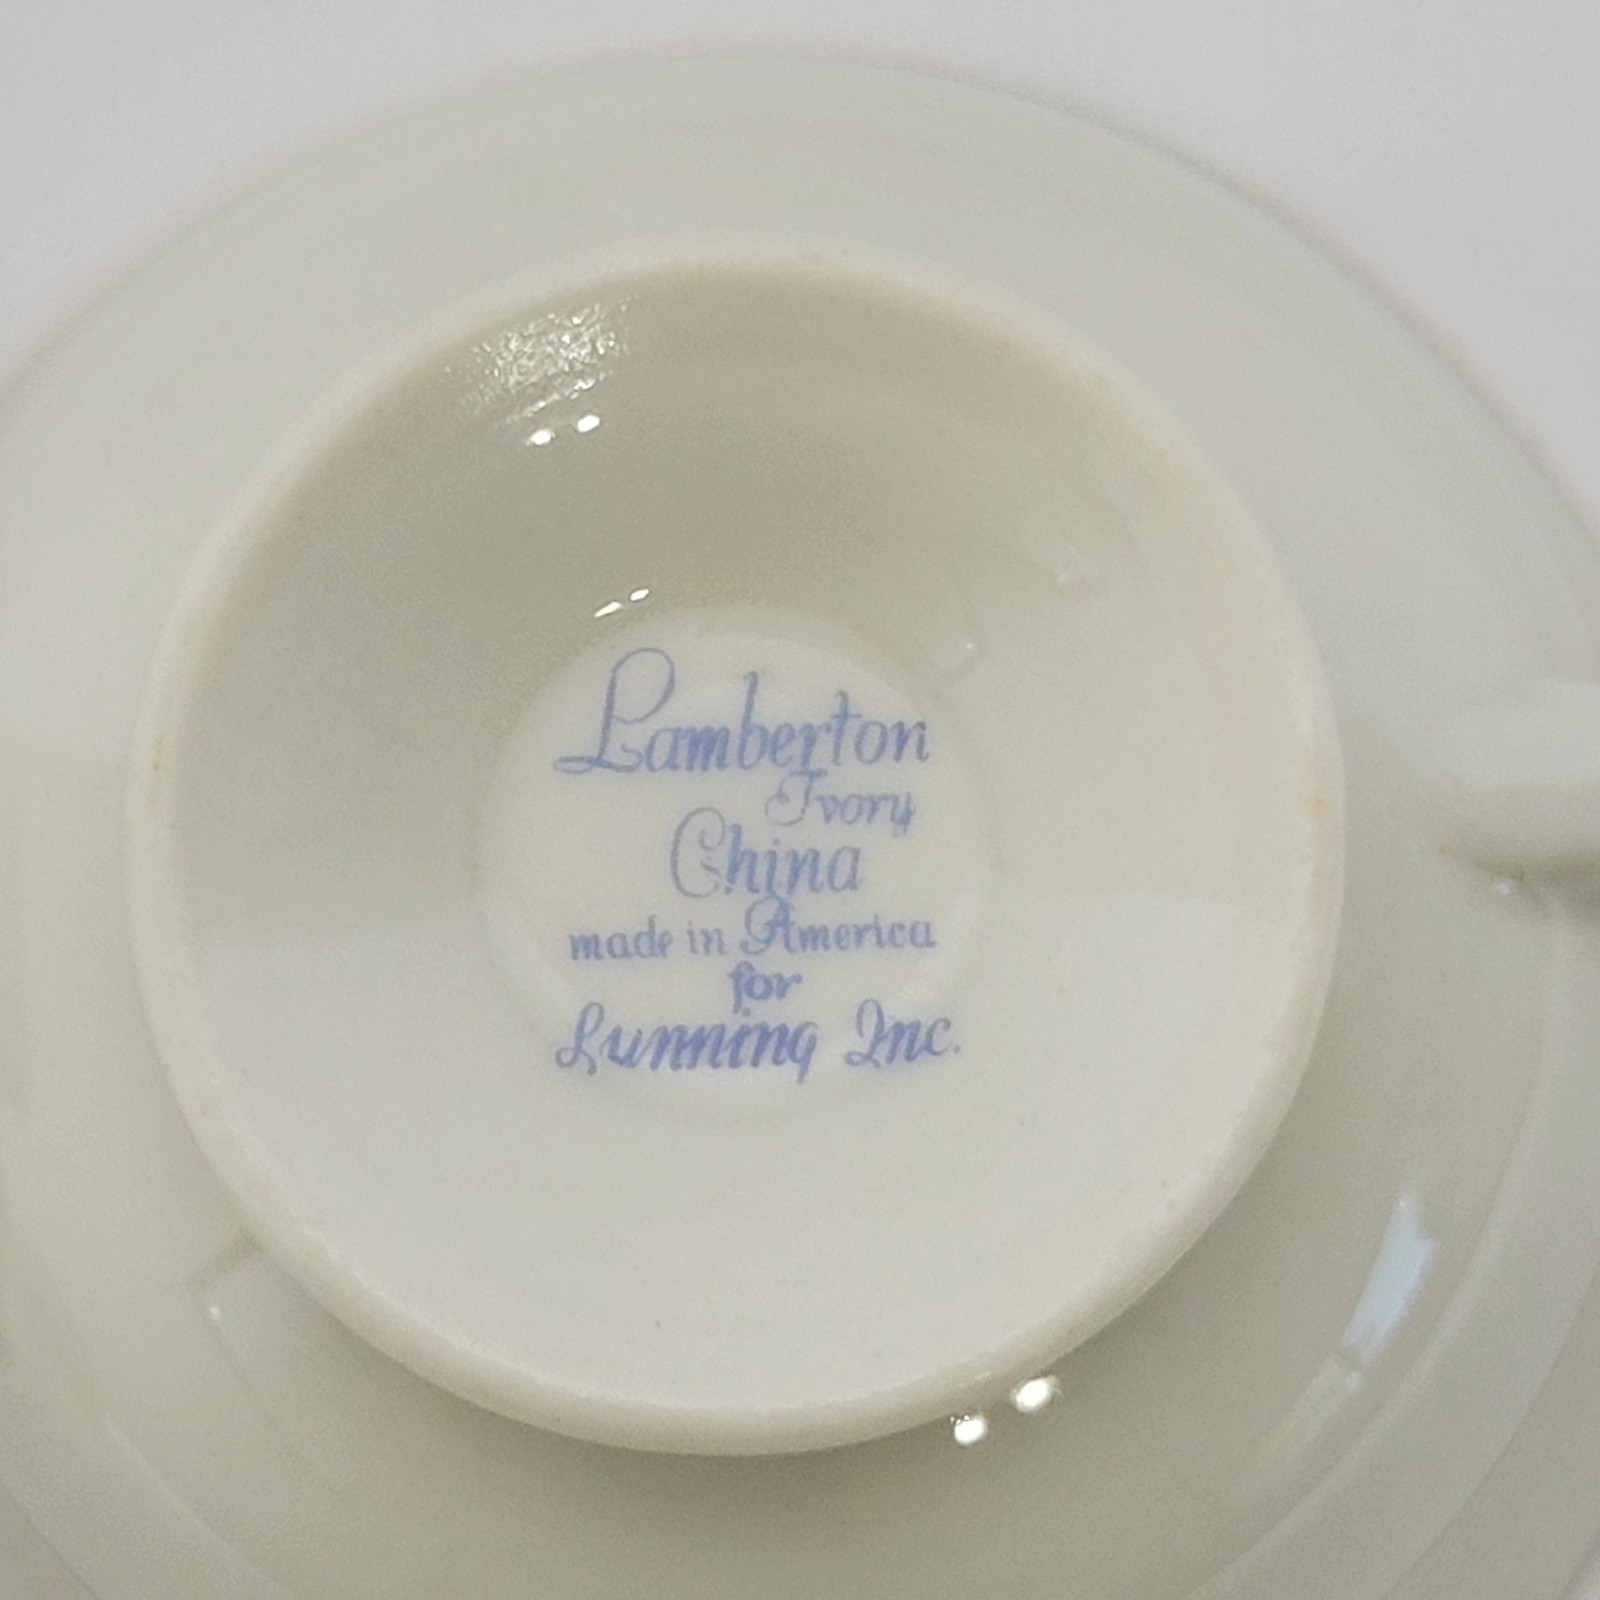 Lamberton
Ivory
China
made in America
for
Lunning Inc.